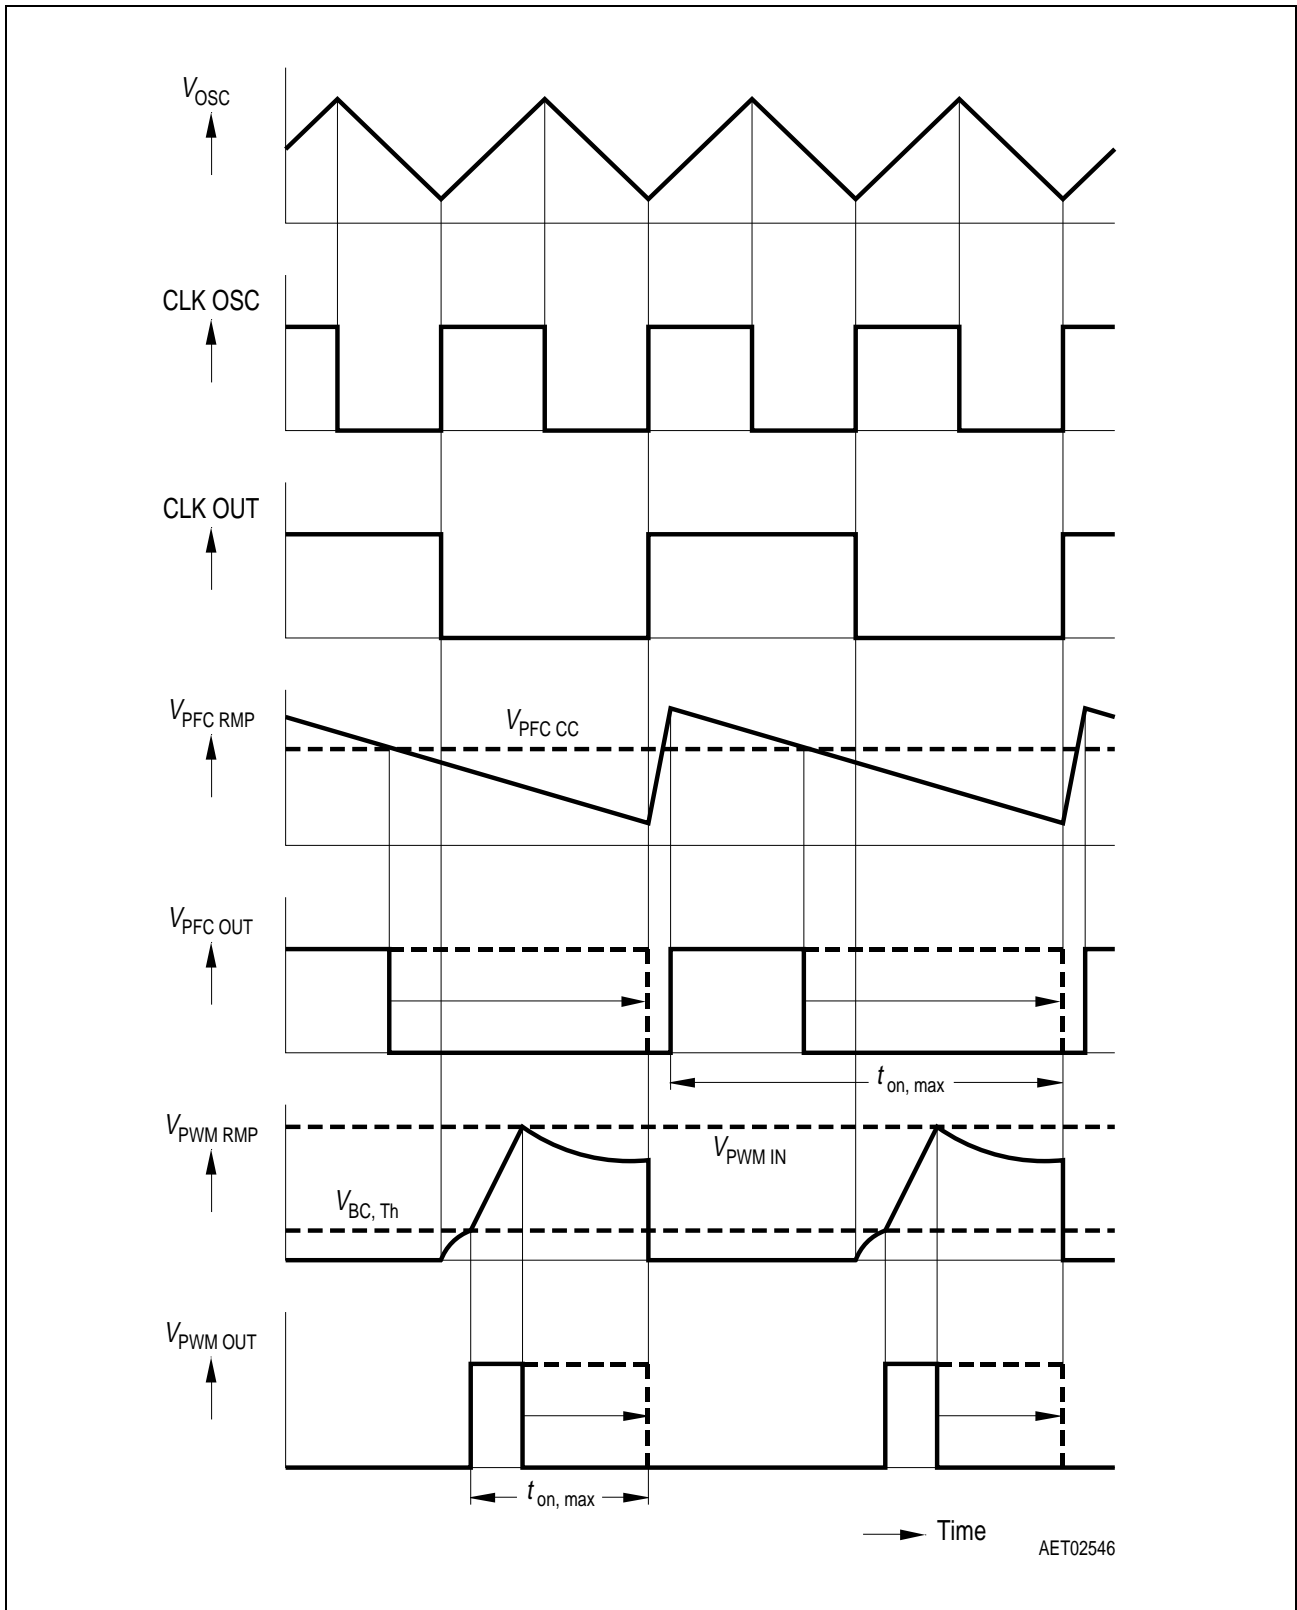 VOSC
CLK OSC
CLK OUT
VPFC RMP
VPFC CC
VPFC OUT
ton, max
VPWM RMP
VPWM IN
VBC, Th
VPWM OUT
ton, max
Time
AET02546